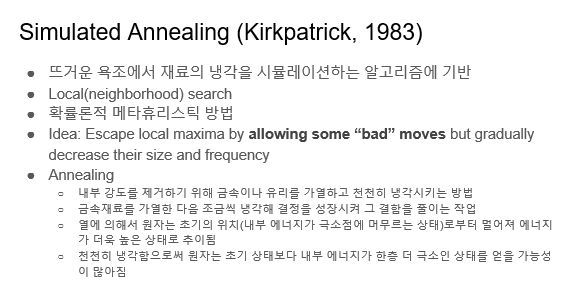 Simulated Annealing (Kirkpatrick, 1983)
● 뜨거운 욕조에서 재료의 냉각을 시뮬레이션하는 알고리즘에 기반
● Local(neighborhood) search
● 확률론적 메타휴리스틱 방법
● Idea: Escape local maxima by allowing some “bad” moves but gradually
decrease their size and frequency
● Annealing
○ 내부 강도를 제거하기 위해 금속이나 유리를 가열하고 천천히 냉각시키는 방법
○ 금속재료를 가열한 다음 조금씩 냉각해 결정을 성장시켜 그 결함을 풀이는 작업
○ 열에 의해서 원자는 초기의 위치(내부 에너지가 극소점에 머무르는 상태)로부터 멀어져 에너지
가 더욱 높은 상태로 추이됨
○ 천천히 냉각함으로써 원자는 초기 상태보다 내부 에너지가 한층 더 극소인 상태를 얻을 가능성
이 많아짐